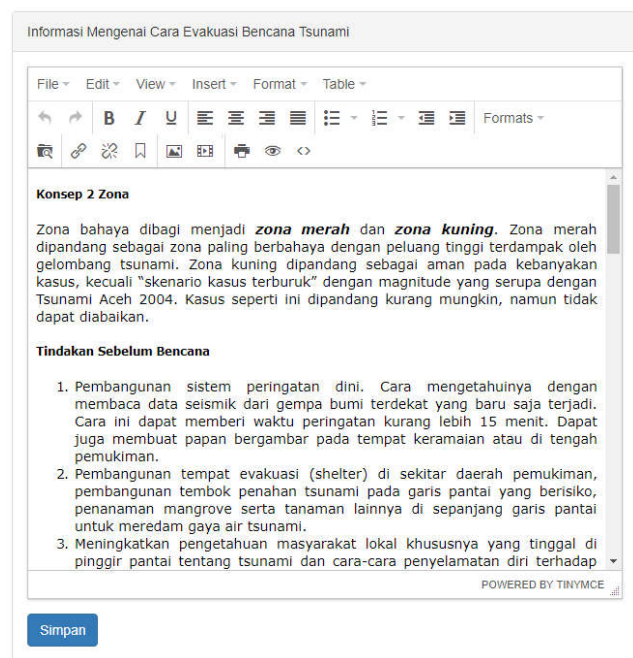 Informasi Mengenai Cara Evakuasi Bencana Tsunami
File Edit View Insert Format Table
B I U Formats
Konsep 2 Zona
Zona bahaya dibagi menjadi zona merah dan zona kuning. Zona merah
dipandang sebagai zona paling berbahaya dengan peluang tinggi terdampak oleh
gelombang tsunami. Zona kuning dipandang sebagai aman pada kebanyakan
kasus, kecuali “skenario kasus terburuk” dengan magnitude yang serupa dengan
Tsunami Aceh 2004. Kasus seperti ini dipandang kurang mungkin, namun tidak
dapat diabaikan.
Tindakan Sebelum Bencana
1. Pembangunan sistem peringatan dini. Cara mengetahuinya dengan
membaca data seismik dari gempa bumi terdekat yang baru saja terjadi.
Cara ini dapat memberi waktu peringatan kurang lebih 15 menit. Dapat
juga membuat papan bergambar pada tempat keramaian atau di tengah
pemukiman.
2. Pembangunan tempat evakuasi (shelter) di sekitar daerah pemukiman,
pembangunan tembok penahan tsunami pada garis pantai yang berisiko,
penanaman mangrove serta tanaman lainnya di sepanjang garis pantai
untuk meredam gaya air tsunami.
3. Meningkatkan pengetahuan masyarakat lokal khususnya yang tinggal di
pinggir pantai tentang tsunami dan cara-cara penyelamatan diri terhadap
POWERED BY TINYMCE
Simpan